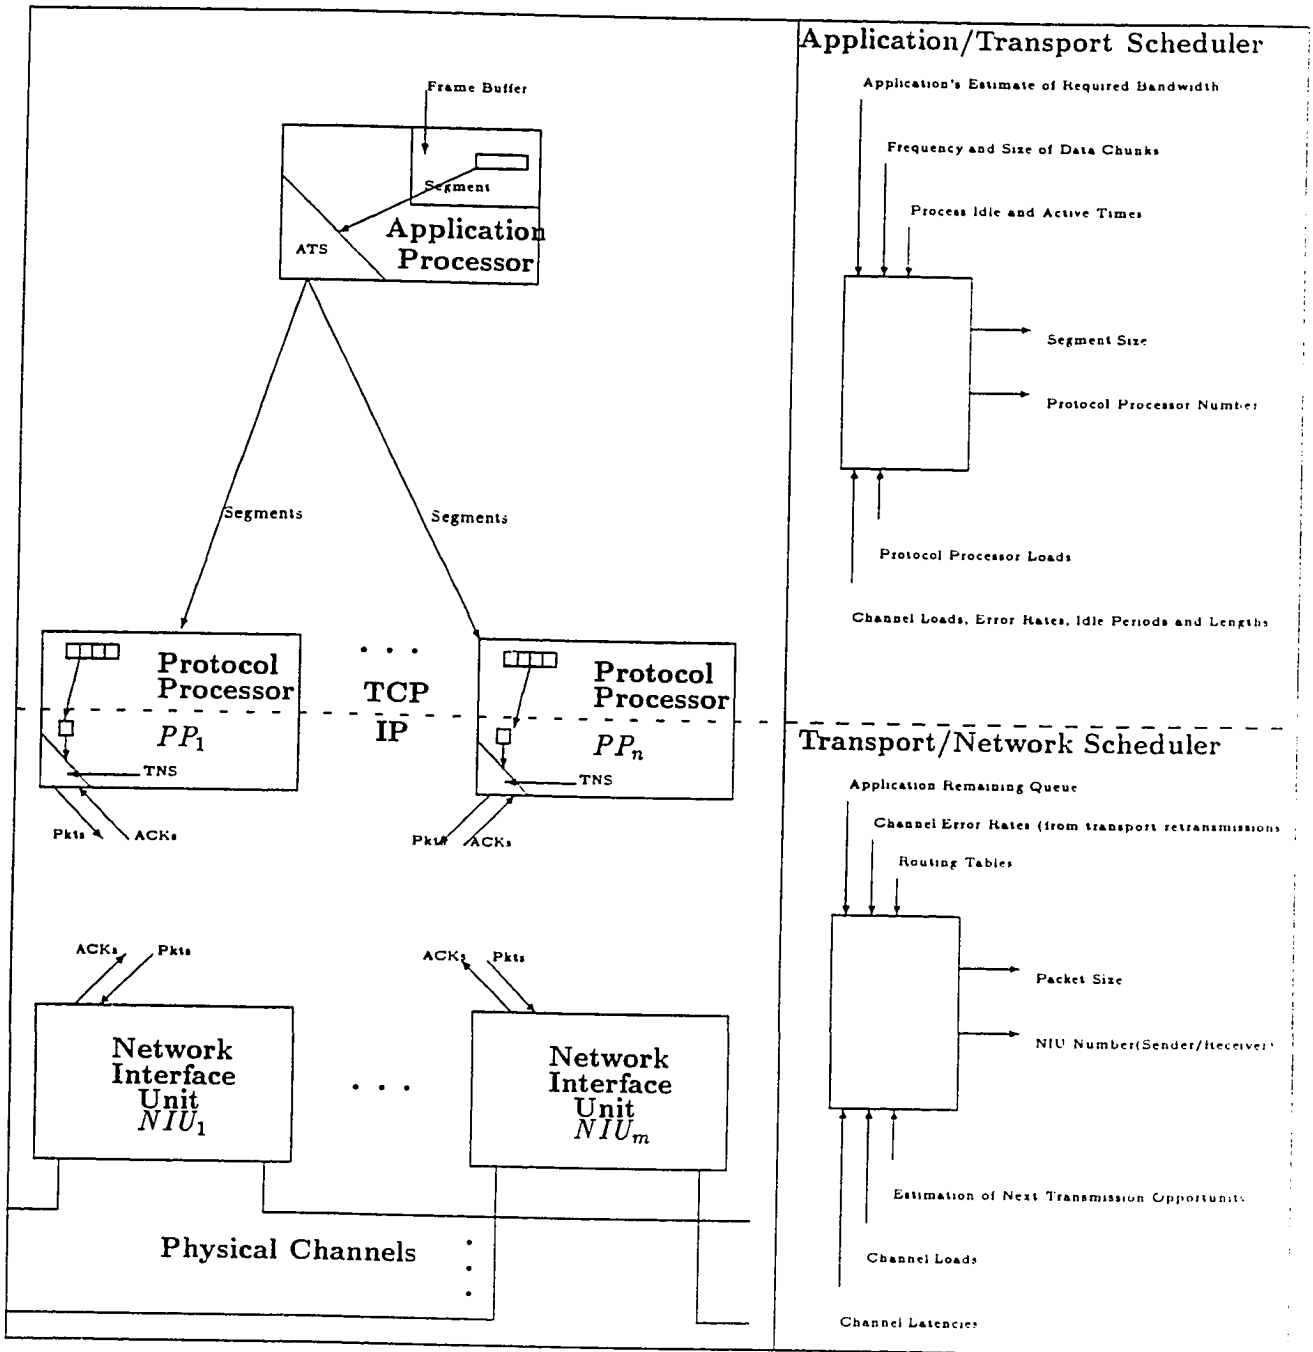 Frame Buffer
Segment
ATS
Application
Processor
Segments
Segments
Protocol
Processor
PP1
TNS
Pkts
ACKs
. . .
TCP
IP
Protocol
Processor
PPn
TNS
Pkts
ACKs
ACKs
Pkts
Network
Interface
Unit
NIU1
. . .
ACKs
Pkts
Network
Interface
Unit
NIUm
Physical Channels
Application/Transport Scheduler
Application's Estimate of Required Bandwidth
Frequency and Size of Data Chunks
Process Idle and Active Times
Segment Size
Protocol Processor Number
Protocol Processor Loads
Channel Loads, Error Rates, Idle Periods and Lengths
Transport/Network Scheduler
Application Remaining Queue
Channel Error Rates (from transport retransmissions
Routing Tables
Packet Size
NIU Number(Sender/Receiver)
Estimation of Next Transmission Opportunity
Channel Loads
Channel Latencies